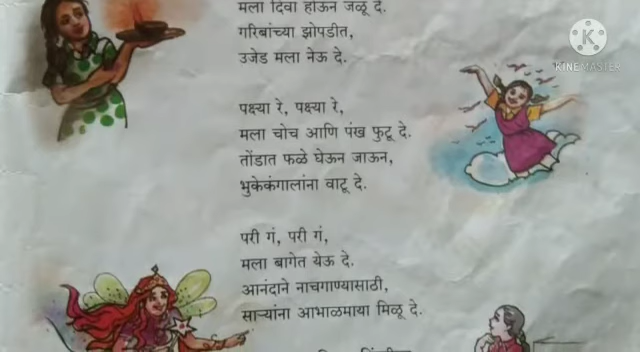 मला दिवा होऊन जळू दे.
गरिबांच्या झोपडीत,
उजेड मला नेऊ दे.
पक्ष्या रे, पक्ष्या रे,
मला चोच आणि पंख फुटू दे.
तोंडात फळे घेऊन जाऊन,
भुकेकंगालांना वाटू दे.
परी गं, परी गं,
मला बागेत येऊ दे.
आनंदाने नाचगाण्यासाठी,
साऱ्यांना आभाळमाया मिळू दे.
KINEMASTER